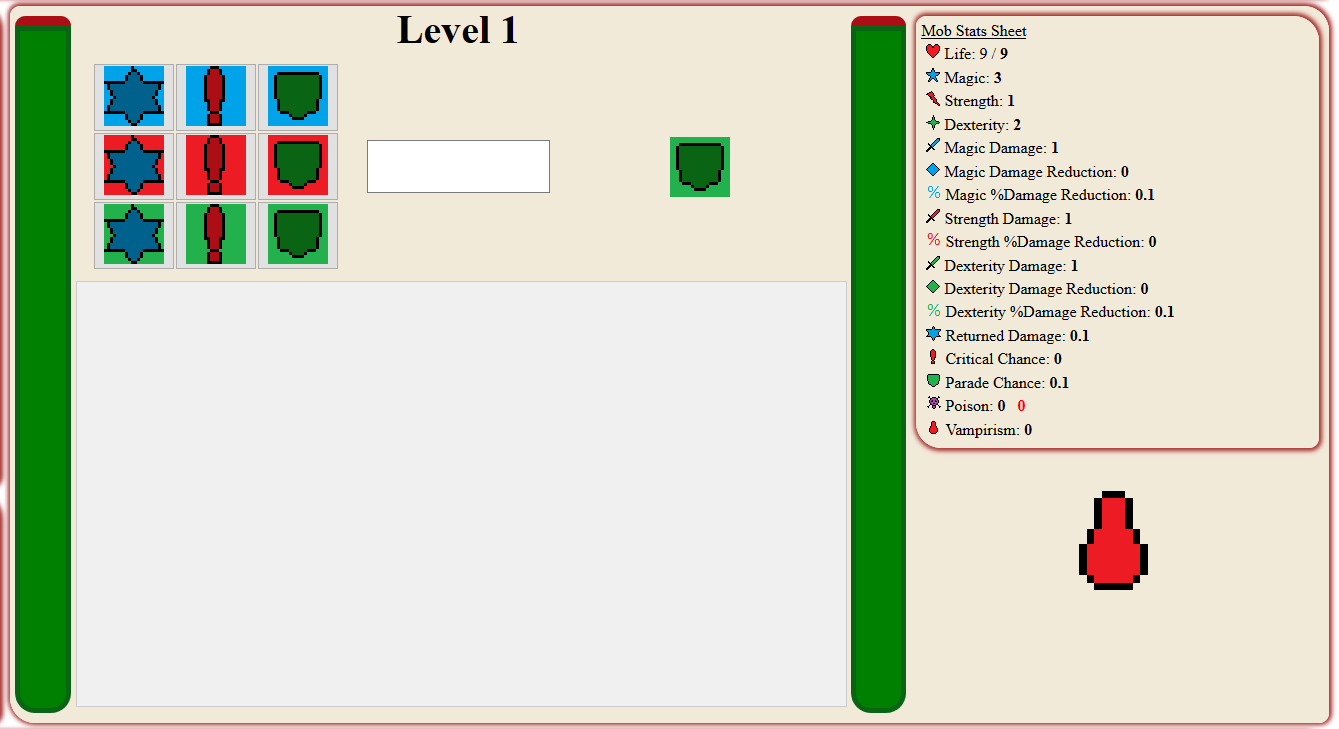 Level 1
Mob Stats Sheet
Life: 9 / 9
Magic: 3
Strength: 1
Dexterity: 2
Magic Damage: 1
Magic Damage Reduction: 0
% Magic %Damage Reduction: 0.1
Strength Damage: 1
% Strength %Damage Reduction: 0
Dexterity Damage: 1
Dexterity Damage Reduction: 0
% Dexterity %Damage Reduction: 0.1
Returned Damage: 0.1
Critical Chance: 0
Parade Chance: 0.1
Poison: 0 0
Vampirism: 0